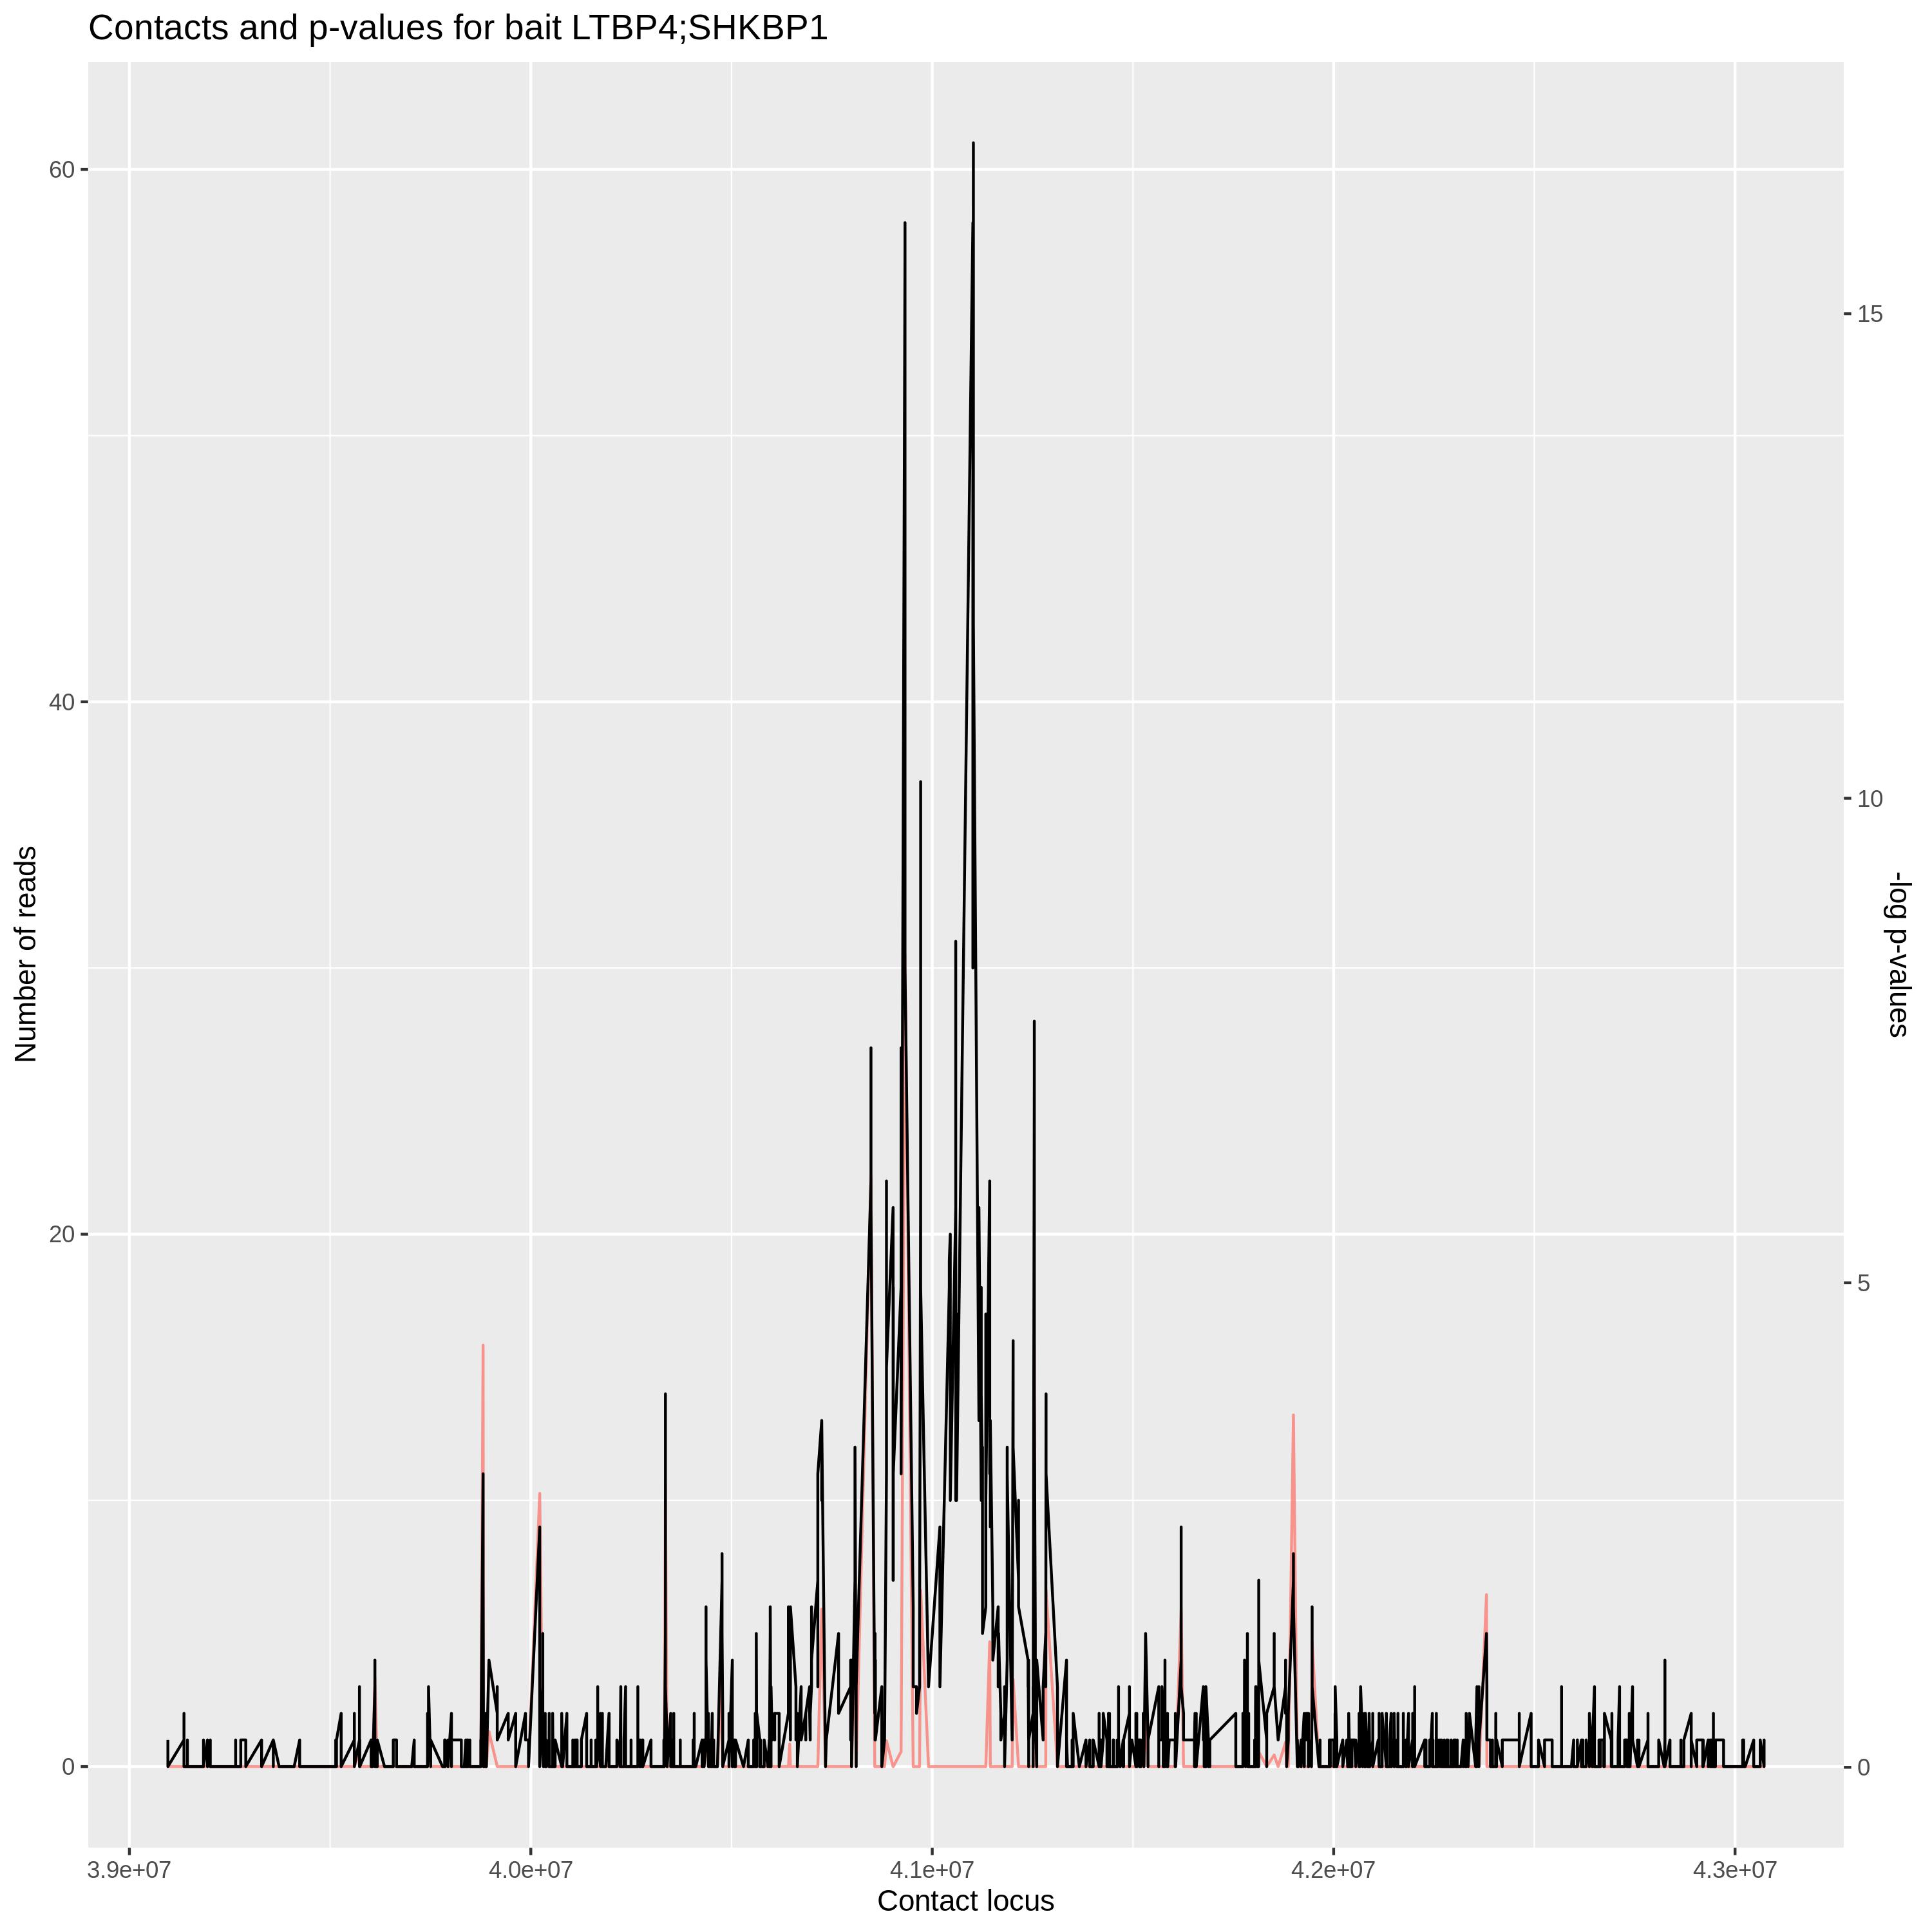 Contacts and p-values for bait LTBP4;SHKBP1
60
40
20
0
Number of reads
15
10
5
0
-log p-values
3.9e+07
4.0e+07
4.1e+07
4.2e+07
4.3e+07
Contact locus